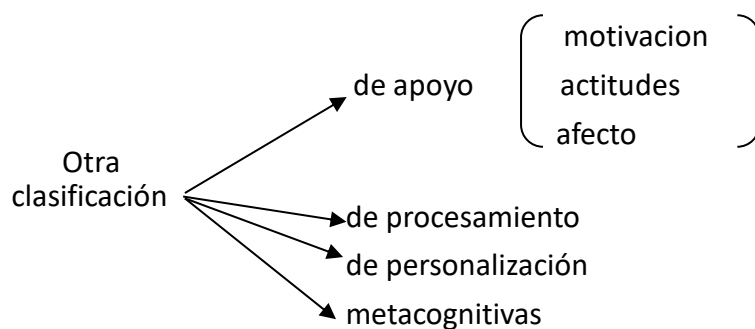 motivacion
de apoyo
actitudes
afecto
Otra
clasificación
de procesamiento
de personalización
metacognitivas